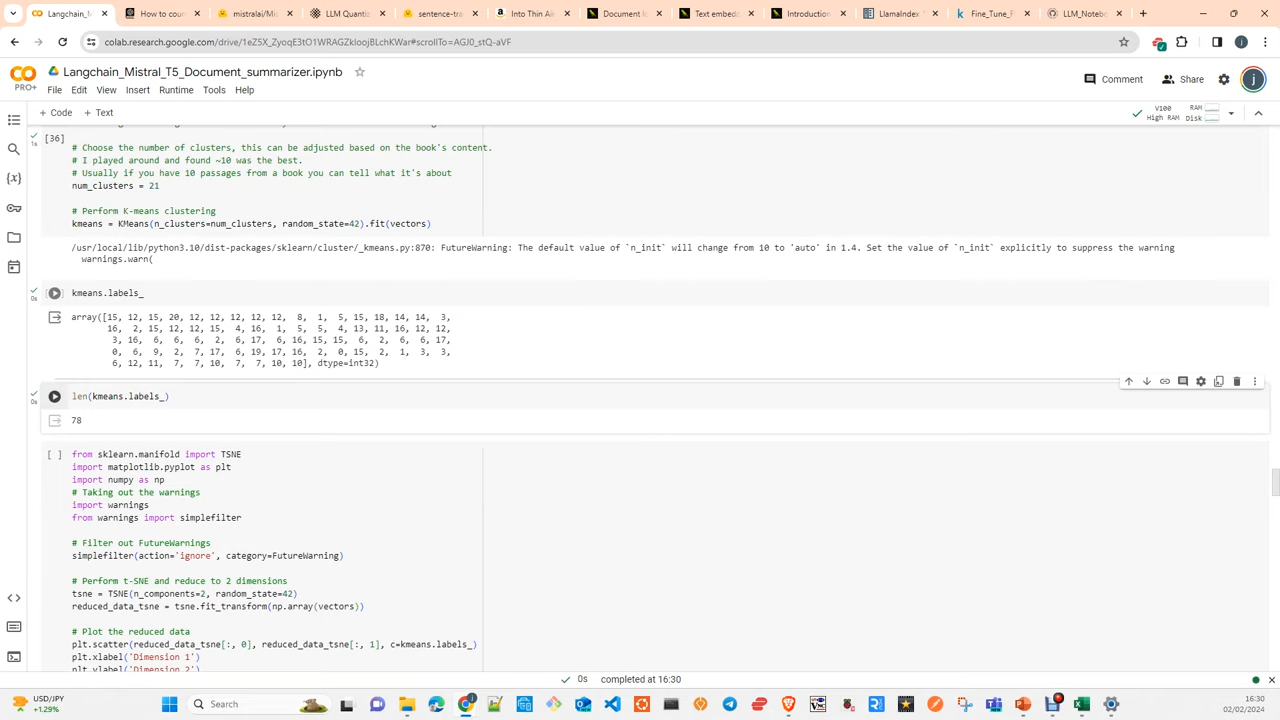 Langchain_Mistral_T5_D
How to cour
mistralai/Mi
LLM Quanti
sentence-tra
Into Thin Ai
Document l
Text embed
Introduction
LlamaIndex
Fine_Tune_F
LLM_Notebo
colab.research.google.com/drive/1eZ5X_ZyoqE3tO1WRAGZkloojBLchKWar#scrollTo=AGJ0_stQ-aVF
Langchain_Mistral_T5_Document_summarizer.ipynb
PRO+
File Edit View Insert Runtime Tools Help
Comment
Share
+ Code + Text
V100
High RAM
RAM
Disk
[36]
1s
# Choose the number of clusters, this can be adjusted based on the book's content.
# I played around and found ~10 was the best.
# Usually if you have 10 passages from a book you can tell what it's about
num_clusters = 21
# Perform K-means clustering
kmeans = KMeans(n_clusters=num_clusters, random_state=42).fit(vectors)
/usr/local/lib/python3.10/dist-packages/sklearn/cluster/_kmeans.py:870: FutureWarning: The default value of `n_init` will change from 10 to 'auto' in 1.4. Set the value of `n_init` explicitly to suppress the warning
warnings.warn(
0s
kmeans.labels_
array([15, 12, 15, 20, 12, 12, 12, 12, 12, 8, 1, 5, 15, 18, 14, 14, 3,
16, 2, 15, 12, 12, 15, 4, 16, 1, 5, 5, 4, 13, 11, 16, 12, 12,
3, 16, 6, 6, 6, 2, 6, 17, 6, 16, 15, 15, 6, 2, 6, 6, 17,
0, 6, 9, 2, 7, 17, 6, 19, 17, 16, 2, 0, 15, 2, 1, 3, 3,
6, 12, 11, 7, 7, 10, 7, 7, 10, 10], dtype=int32)
0s
len(kmeans.labels_)
78
[ ]
from sklearn.manifold import TSNE
import matplotlib.pyplot as plt
import numpy as np
# Taking out the warnings
import warnings
from warnings import simplefilter
# Filter out FutureWarnings
simplefilter(action='ignore', category=FutureWarning)
# Perform t-SNE and reduce to 2 dimensions
tsne = TSNE(n_components=2, random_state=42)
reduced_data_tsne = tsne.fit_transform(np.array(vectors))
# Plot the reduced data
plt.scatter(reduced_data_tsne[:, 0], reduced_data_tsne[:, 1], c=kmeans.labels_)
plt.xlabel('Dimension 1')
plt.ylabel('Dimension 2')
0s completed at 16:30
USD/JPY
+1.29%
Search
16:30
02/02/2024